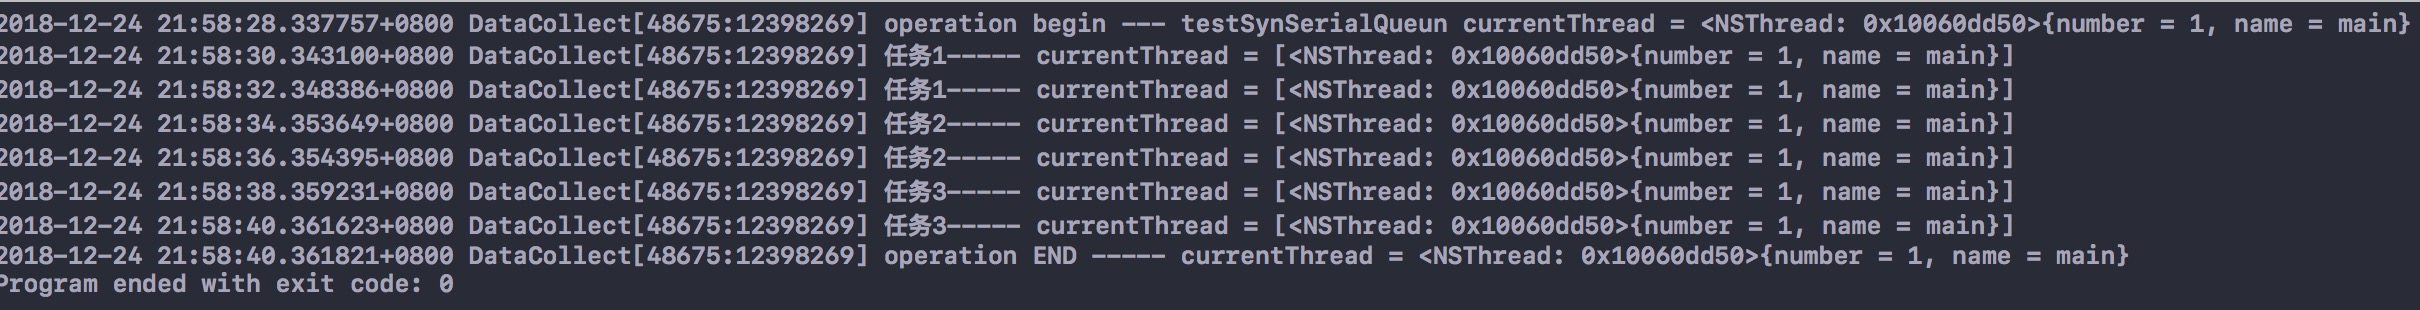 2018-12-24 21:58:28.337757+0800 DataCollect[48675:12398269] operation begin --- testSynSerialQueun currentThread = <NSThread: 0x10060dd50>{number = 1, name = main}
2018-12-24 21:58:30.343100+0800 DataCollect[48675:12398269] 任务1----- currentThread = [<NSThread: 0x10060dd50>{number = 1, name = main}]
2018-12-24 21:58:32.348386+0800 DataCollect[48675:12398269] 任务1----- currentThread = [<NSThread: 0x10060dd50>{number = 1, name = main}]
2018-12-24 21:58:34.353649+0800 DataCollect[48675:12398269] 任务2----- currentThread = [<NSThread: 0x10060dd50>{number = 1, name = main}]
2018-12-24 21:58:36.354395+0800 DataCollect[48675:12398269] 任务2----- currentThread = [<NSThread: 0x10060dd50>{number = 1, name = main}]
2018-12-24 21:58:38.359231+0800 DataCollect[48675:12398269] 任务3----- currentThread = [<NSThread: 0x10060dd50>{number = 1, name = main}]
2018-12-24 21:58:40.361623+0800 DataCollect[48675:12398269] 任务3----- currentThread = [<NSThread: 0x10060dd50>{number = 1, name = main}]
2018-12-24 21:58:40.361821+0800 DataCollect[48675:12398269] operation END ----- currentThread = <NSThread: 0x10060dd50>{number = 1, name = main}
Program ended with exit code: 0